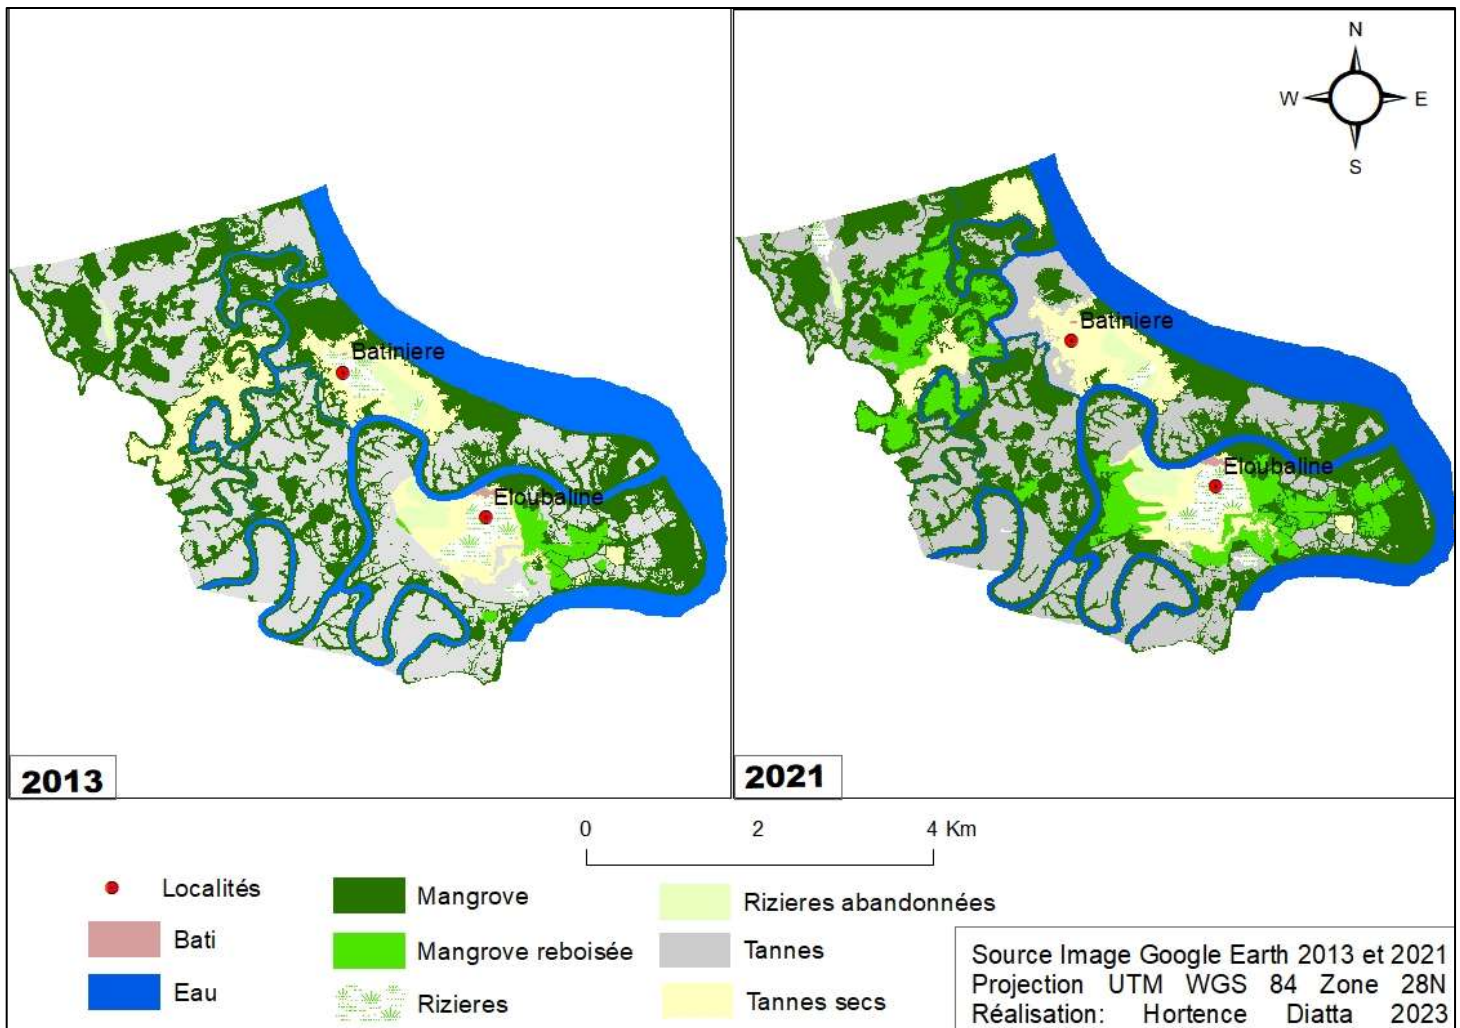 N
W E
S
Batiniere
Eloubaline
2013
Batiniere
Eloubaline
2021
0 2 4 Km
Localités
Bati
Eau
Mangrove
Mangrove reboisée
Rizieres
Rizieres abandonnées
Tannes
Tannes secs
Source Image Google Earth 2013 et 2021
Projection UTM WGS 84 Zone 28N
Réalisation: Hortence Diatta 2023